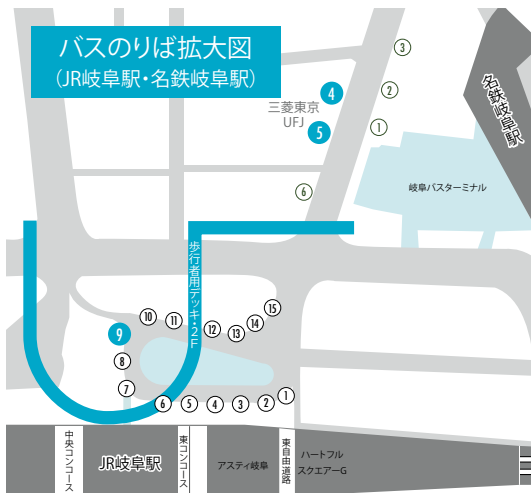 バスのりば拡大図
(JR岐阜駅・名鉄岐阜駅)
3
名鉄岐阜駅
4
2
三菱東京
UFJ
5
1
岐阜バスターミナル
6
歩行者用デッキ・2F
15
10
11
14
12
13
9
8
7
6
5
4
3
2
1
中央コンコース
JR岐阜駅
東コンコース
アスティ岐阜
東自由道路
ハートフル
スクエアーG